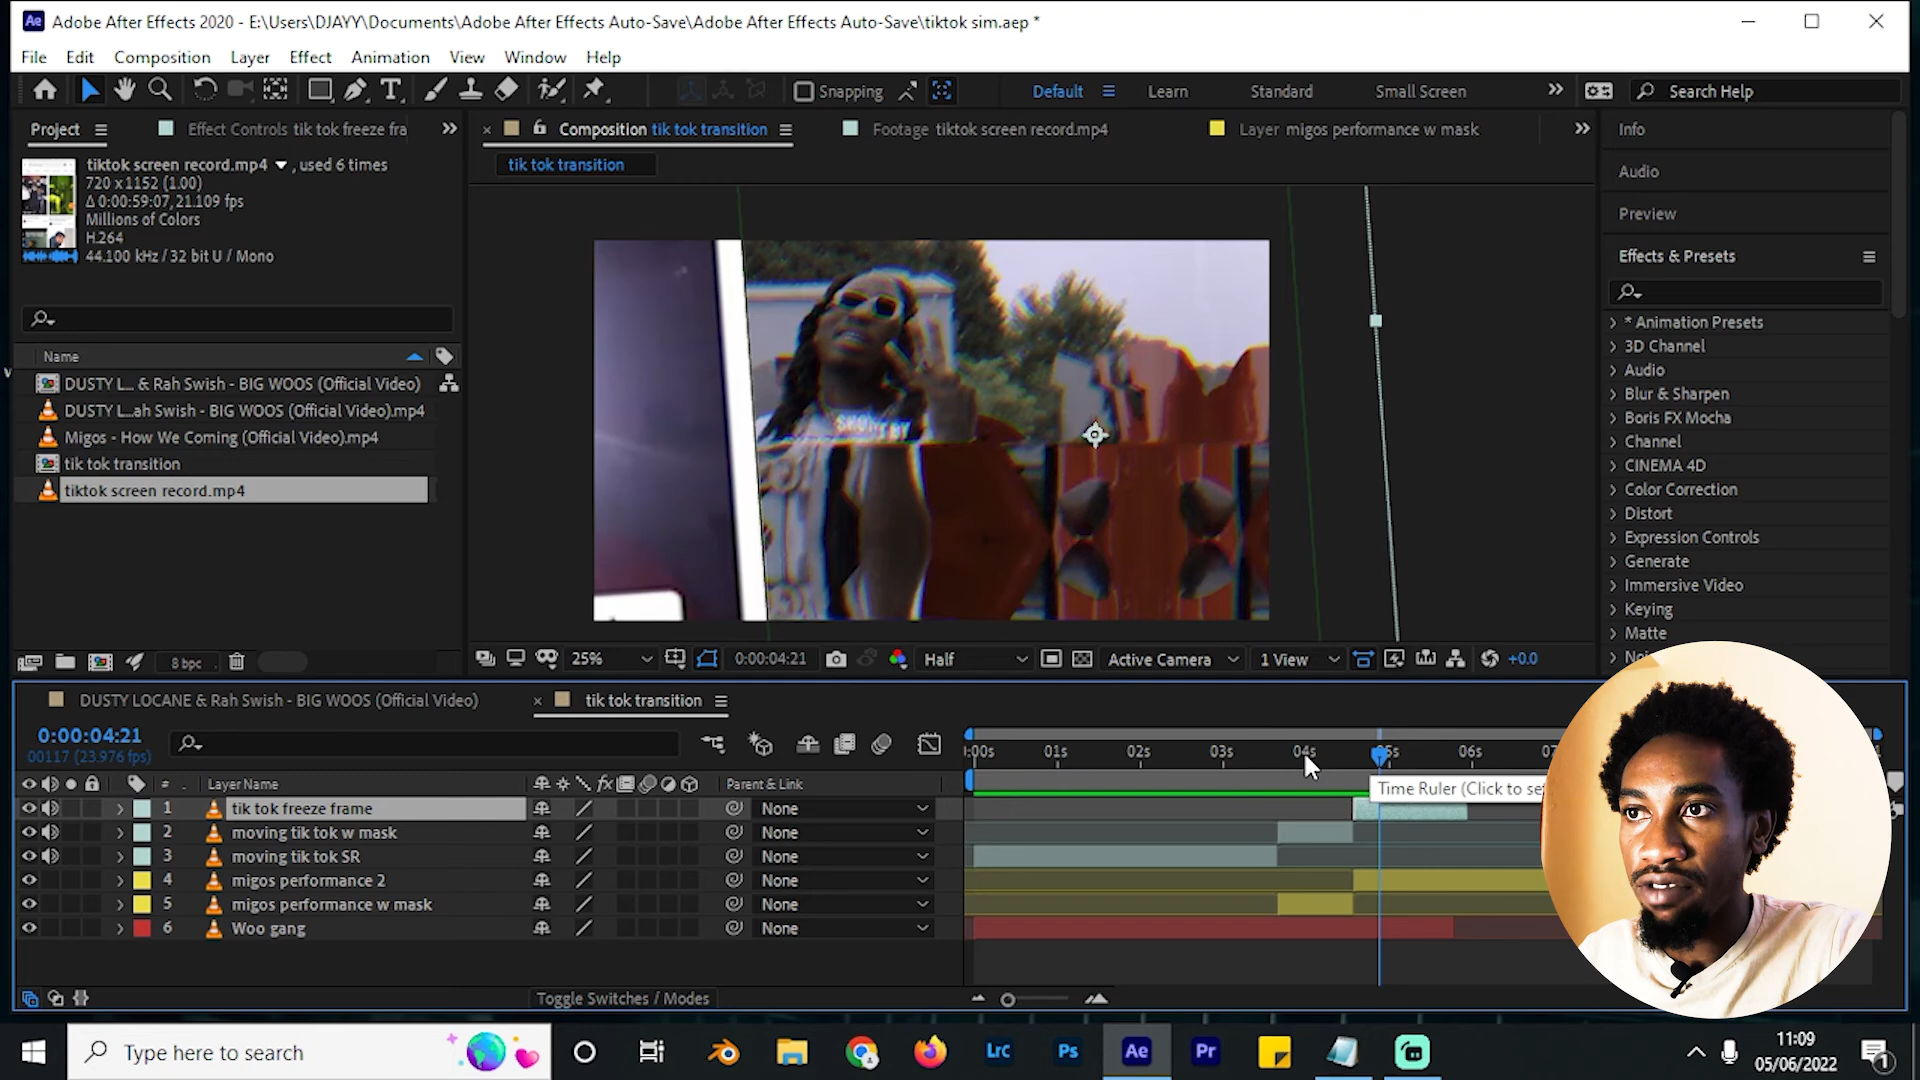 Adobe After Effects 2020 - E:\Users\DJAYY\Documents\Adobe After Effects Auto-Save\Adobe After Effects Auto-Save\tiktok sim.aep *
File Edit Composition Layer Effect Animation View Window Help
Snapping Default Learn Standard Small Screen Search Help
Project Effect Controls tik tok freeze fra
Composition tik tok transition Footage tiktok screen record.mp4 Layer migos performance w mask
tik tok transition
tiktok screen record.mp4 , used 6 times
720 x 1152 (1.00)
Δ 0:00:59:07, 21.109 fps
Millions of Colors
H.264
44.100 kHz / 32 bit U / Mono
Name
DUSTY L... & Rah Swish - BIG WOOS (Official Video)
DUSTY L...ah Swish - BIG WOOS (Official Video).mp4
Migos - How We Coming (Official Video).mp4
tik tok transition
tiktok screen record.mp4
8 bpc
25% 0:00:04:21 Half Active Camera 1 View +0.0
Info
Audio
Preview
Effects & Presets
* Animation Presets
3D Channel
Audio
Blur & Sharpen
Boris FX Mocha
Channel
CINEMA 4D
Color Correction
Distort
Expression Controls
Generate
Immersive Video
Keying
Matte
DUSTY LOCANE & Rah Swish - BIG WOOS (Official Video) tik tok transition
0:00:04:21
00117 (23.976 fps)
:00s 01s 02s 03s 04s 05s 06s
Time Ruler (Click to se
# Layer Name fx Parent & Link
1 tik tok freeze frame None
2 moving tik tok w mask None
3 moving tik tok SR None
4 migos performance 2 None
5 migos performance w mask None
6 Woo gang None
Toggle Switches / Modes
Type here to search
Lrc Ps Ae Pr
11:09
05/06/2022
1